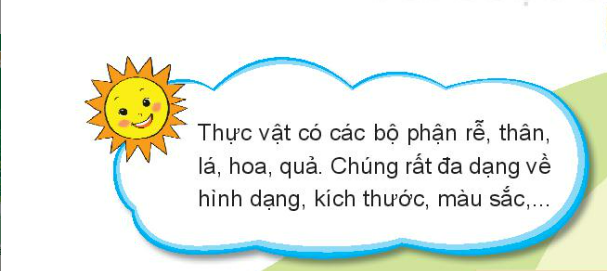 Thực vật có các bộ phận rễ, thân,
lá, hoa, quả. Chúng rất đa dạng về
hình dạng, kích thước, màu sắc,...